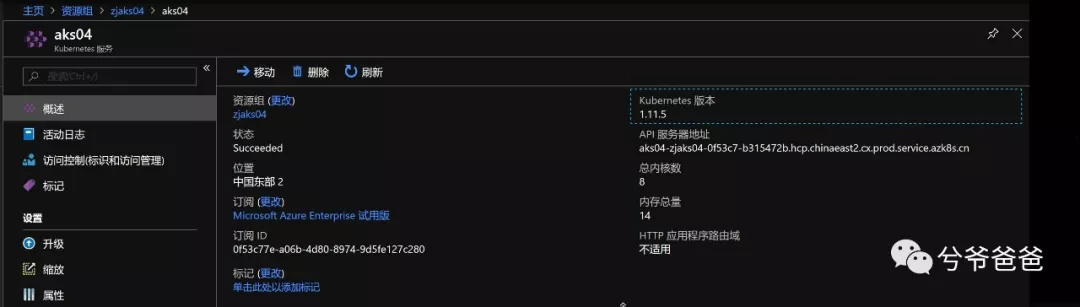 主页 > 资源组 > zjaks04 > aks04
aks04
Kubernetes 服务
搜索(Ctrl+/)
概述
活动日志
访问控制(标识和访问管理)
标记
设置
升级
缩放
属性
移动 删除 刷新
资源组 (更改)
zjaks04
状态
Succeeded
位置
中国东部 2
订阅 (更改)
Microsoft Azure Enterprise 试用版
订阅 ID
0f53c77e-a06b-4d80-8974-9d5fe127c280
标记 (更改)
单击此处以添加标记
Kubernetes 版本
1.11.5
API 服务器地址
aks04-zjaks04-0f53c7-b315472b.hcp.chinaeast2.cx.prod.service.azk8s.cn
总内核数
8
内存总量
14
HTTP 应用程序路由域
不适用
兮爷爸爸